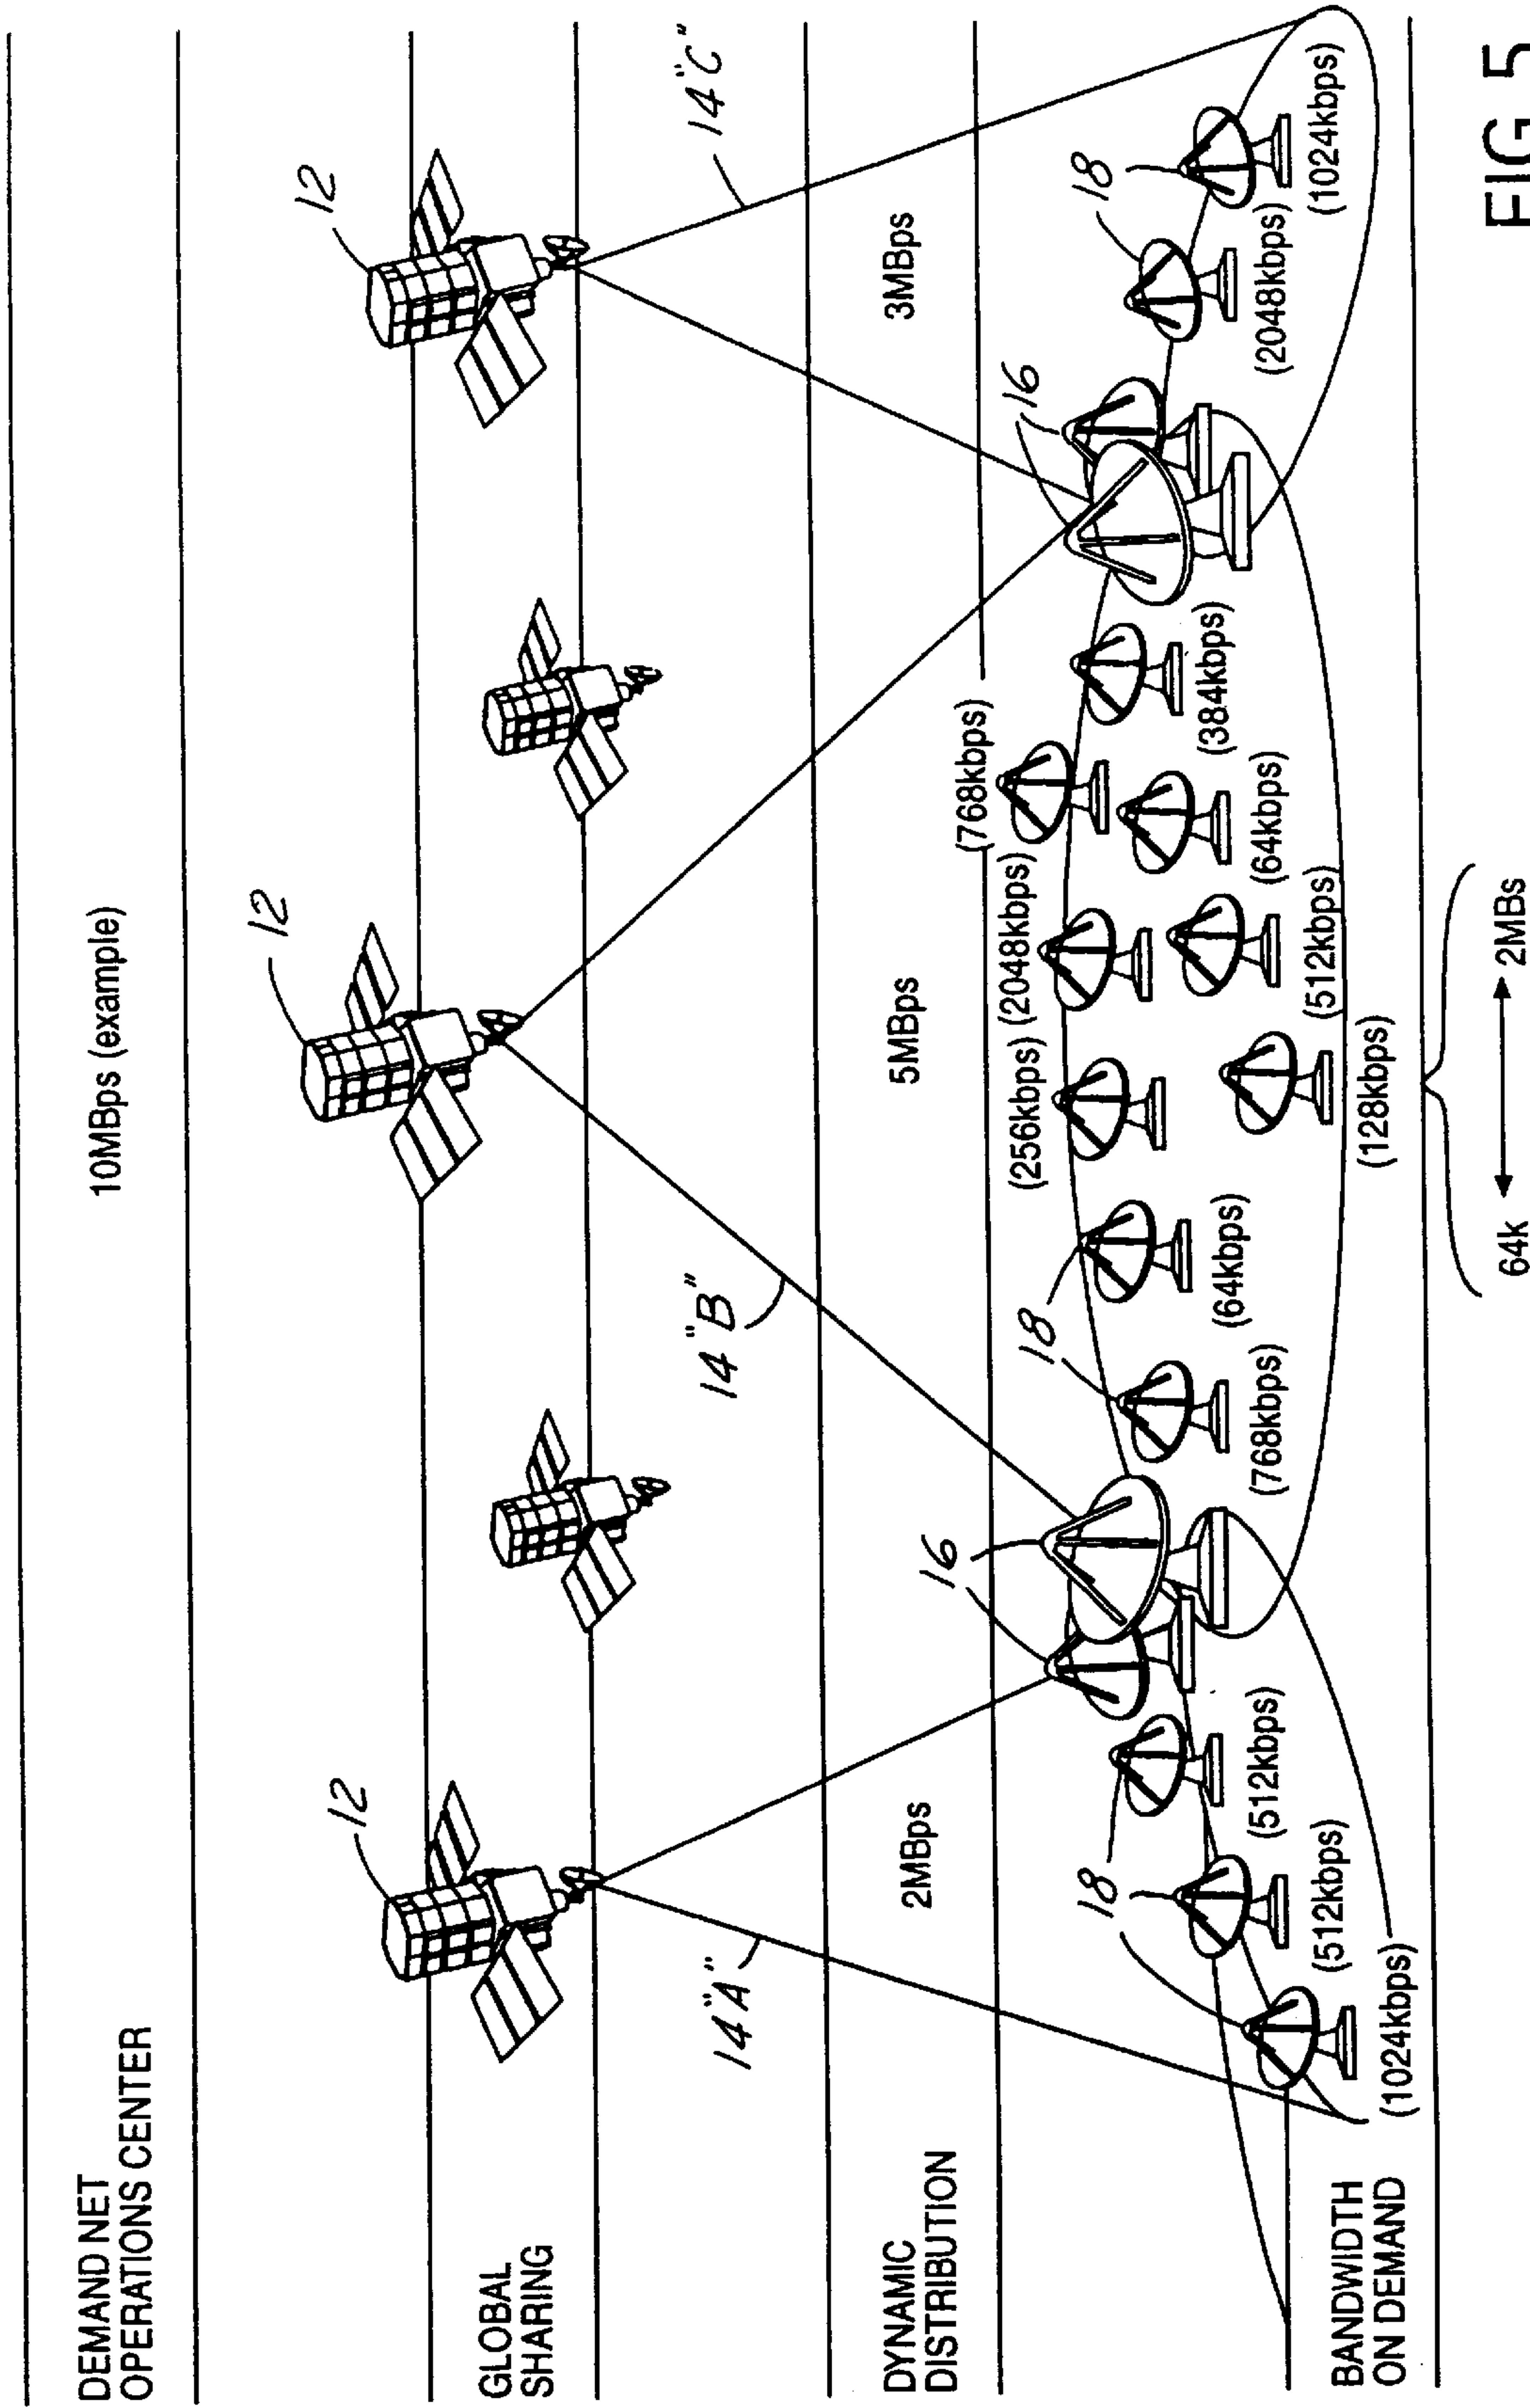 DEMAND NET
OPERATIONS CENTER
10MBps (example)
12
12
12
GLOBAL
SHARING
14"A"
14"B"
14"C"
DYNAMIC
DISTRIBUTION
2MBps
5MBps
3MBps
16
16
18
18
18
(256kbps)
(2048kbps)
(768kbps)
(1024kbps)
(512kbps)
(512kbps)
(768kbps)
(64kbps)
(128kbps)
(512kbps)
(64kbps)
(384kbps)
(2048kbps)
(1024kbps)
BANDWIDTH
ON DEMAND
64k
2MBs
FIG. 5